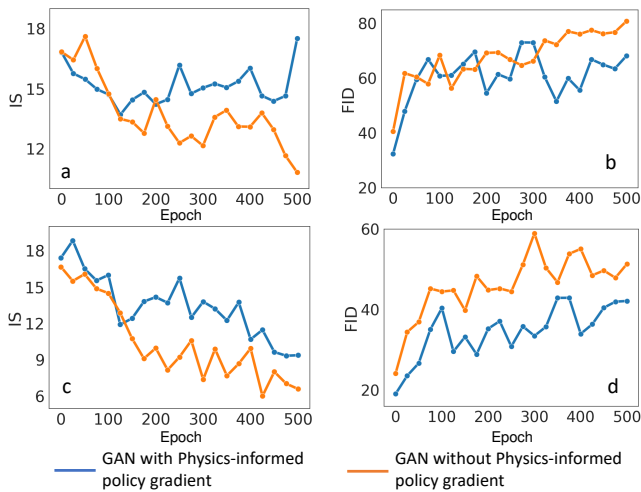 18
15
12
IS
a
0 100 200 300 400 500
Epoch
80
60
40
20
FID
b
0 100 200 300 400 500
Epoch
18
15
12
9
6
IS
c
0 100 200 300 400 500
Epoch
60
40
20
FID
d
0 100 200 300 400 500
Epoch
GAN with Physics-informed
policy gradient
GAN without Physics-informed
policy gradient